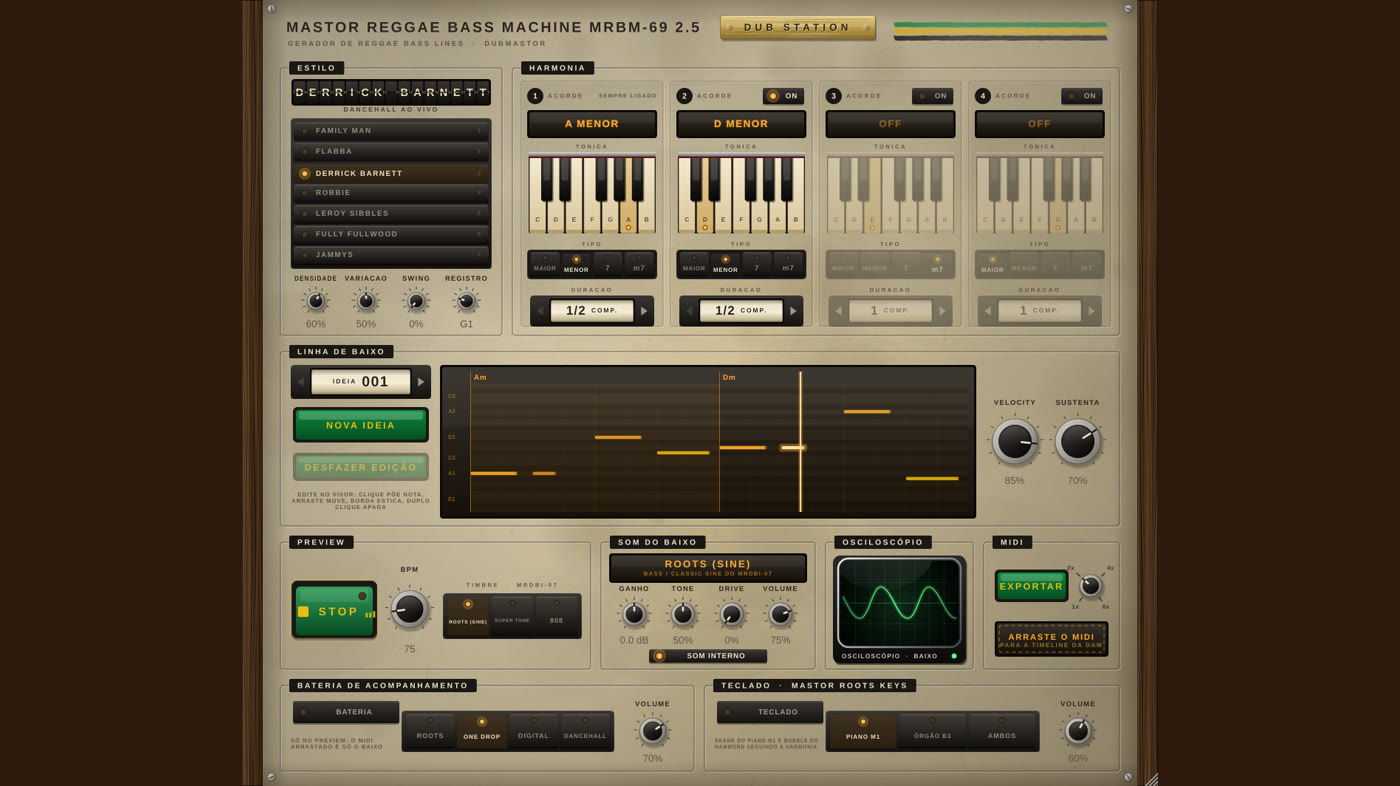 MASTOR REGGAE BASS MACHINE MRBM-69 2.5
GERADOR DE REGGAE BASS LINES · DUBMASTOR
DUB STATION
ESTILO
DERRICK BARNETT
DANCEHALL AO VIVO
FAMILY MAN 1
FLABBA 2
DERRICK BARNETT 3
ROBBIE 4
LEROY SIBBLES 5
FULLY FULLWOOD 6
JAMMYS 7
DENSIDADE VARIACAO SWING REGISTRO
60% 50% 0% G1
HARMONIA
1 ACORDE SEMPRE LIGADO
A MENOR
TONICA
C D E F G A B
TIPO
MAIOR MENOR 7 m7
DURACAO
1/2 COMP.
2 ACORDE ON
D MENOR
TONICA
C D E F G A B
TIPO
MAIOR MENOR 7 m7
DURACAO
1/2 COMP.
3 ACORDE ON
OFF
TONICA
C D E F G A B
TIPO
MAIOR MENOR 7 m7
DURACAO
1 COMP.
4 ACORDE ON
OFF
TONICA
C D E F G A B
TIPO
MAIOR MENOR 7 m7
DURACAO
1 COMP.
LINHA DE BAIXO
IDEIA 001
NOVA IDEIA
DESFAZER EDIÇÃO
EDITE NO VISOR: CLIQUE PÕE NOTA,
ARRASTE MOVE, BORDA ESTICA, DUPLO
CLIQUE APAGA
Am Dm
C3
A2
E2
C2
A1
E1
VELOCITY SUSTENTA
85% 70%
PREVIEW
STOP
BPM
75
TIMBRE · MRDBI-07
ROOTS (SINE) SUPER TONE 808
SOM DO BAIXO
ROOTS (SINE)
BASS / CLASSIC SINE DO MRDBI-07
GANHO TONE DRIVE VOLUME
0.0 dB 50% 0% 75%
SOM INTERNO
OSCILOSCÓPIO
OSCILOSCÓPIO · BAIXO
MIDI
EXPORTAR
2x 4x
1x 8x
ARRASTE O MIDI
PARA A TIMELINE DA DAW
BATERIA DE ACOMPANHAMENTO
BATERIA
SÓ NO PREVIEW: O MIDI
ARRASTADO É SÓ O BAIXO
ROOTS ONE DROP DIGITAL DANCEHALL
VOLUME
70%
TECLADO · MASTOR ROOTS KEYS
TECLADO
SKANK DO PIANO M1 E BUBBLE DO
HAMMOND SEGUINDO A HARMONIA
PIANO M1 ÓRGÃO B3 AMBOS
VOLUME
60%